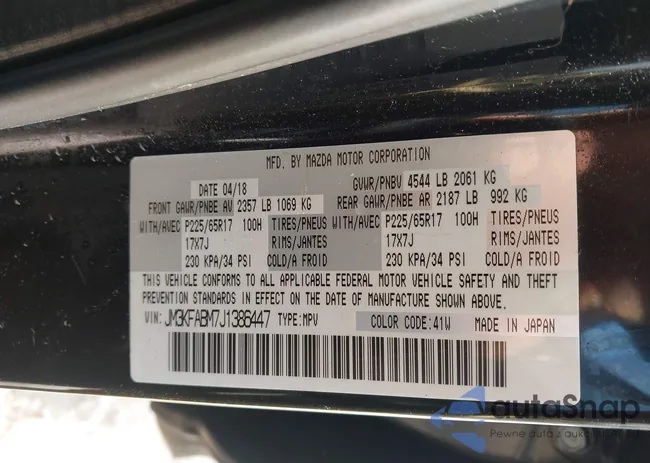 MFD. BY MAZDA MOTOR CORPORATION
DATE 04/18 GVWR/PNBV 4544 LB 2061 KG
FRONT GAWR/PNBE AV 2357 LB 1069 KG REAR GAWR/PNBE AR 2187 LB 992 KG
WITH/AVEC P225/65R17 100H TIRES/PNEUS WITH/AVEC P225/65R17 100H TIRES/PNEUS
17X7J RIMS/JANTES 17X7J RIMS/JANTES
230 KPA/34 PSI COLD/A FROID 230 KPA/34 PSI COLD/A FROID
THIS VEHICLE CONFORMS TO ALL APPLICABLE FEDERAL MOTOR VEHICLE SAFETY AND THEFT
PREVENTION STANDARDS IN EFFECT ON THE DATE OF MANUFACTURE SHOWN ABOVE.
VIN: JM3KFABM7J1386447 TYPE:MPV COLOR CODE:41W MADE IN JAPAN
autoSnap
Pewne auta z aukcji